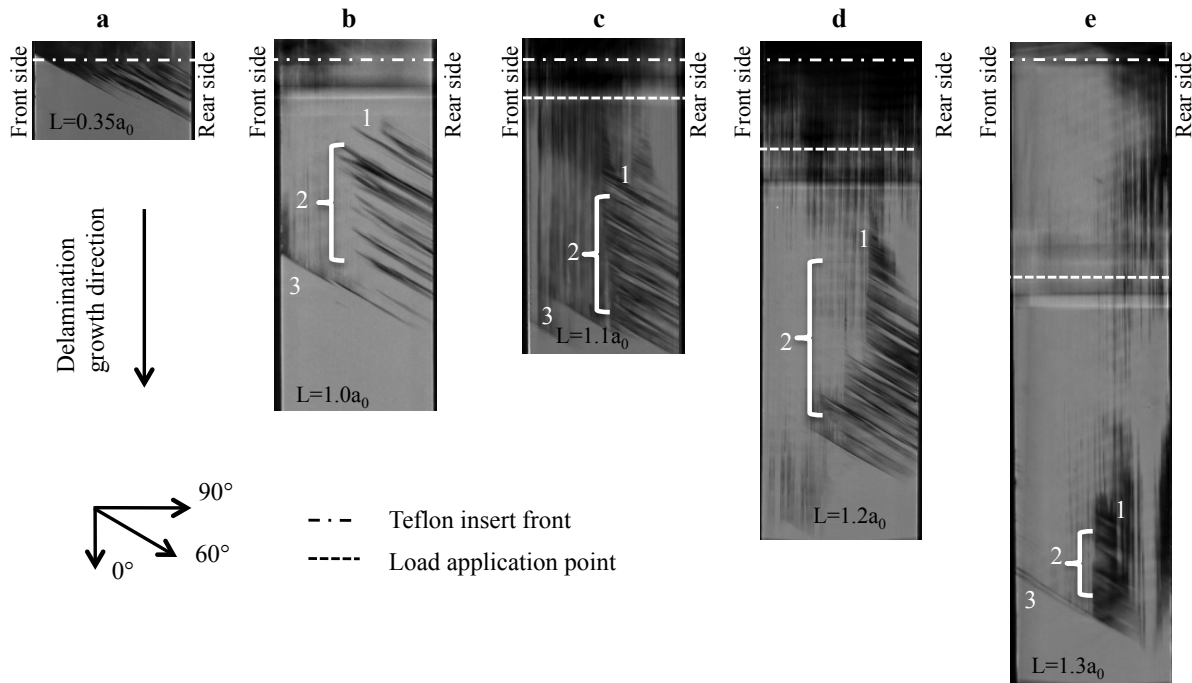 a
b
c
d
e
Front side
Rear side
L=0.35a₀
Front side
Rear side
1
2
3
L=1.0a₀
Front side
Rear side
1
2
3
L=1.1a₀
Front side
Rear side
1
2
L=1.2a₀
Front side
Rear side
1
2
3
L=1.3a₀
Delamination
growth direction
90°
60°
0°
Teflon insert front
Load application point